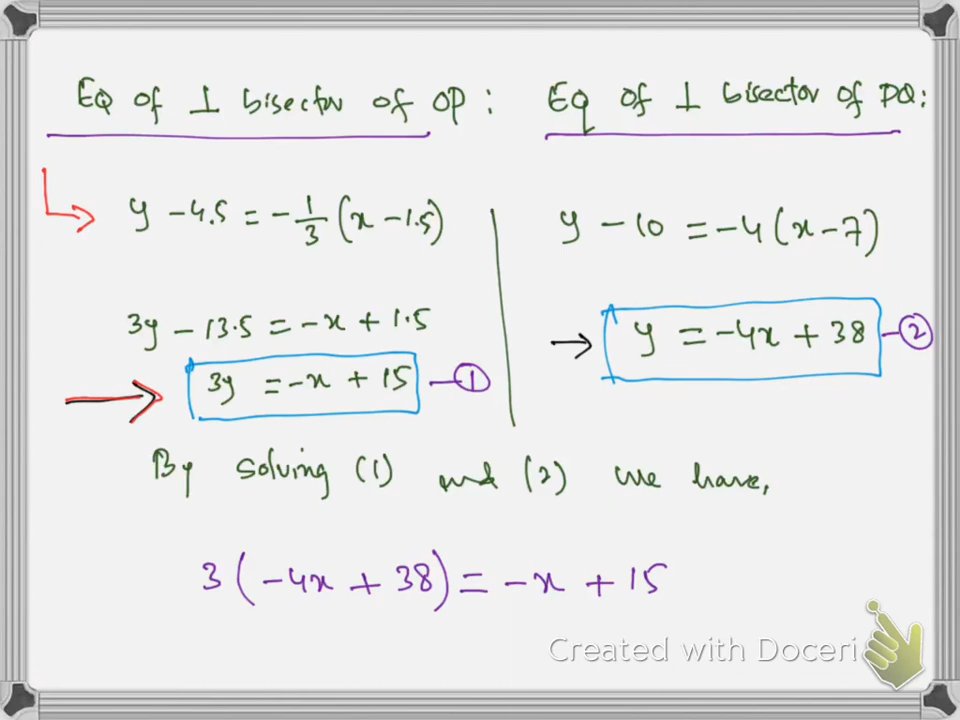 EQ of ⊥ bisector of OP :
y - 4.5 = -1/3 (x - 1.5)
3y - 13.5 = -x + 1.5
3y = -x + 15 - ①
Eq of ⊥ bisector of PQ :
y - 10 = -4(x - 7)
y = -4x + 38 - ②
By solving (1) and (2) we have,
3(-4x + 38) = -x + 15
Created with Doceri